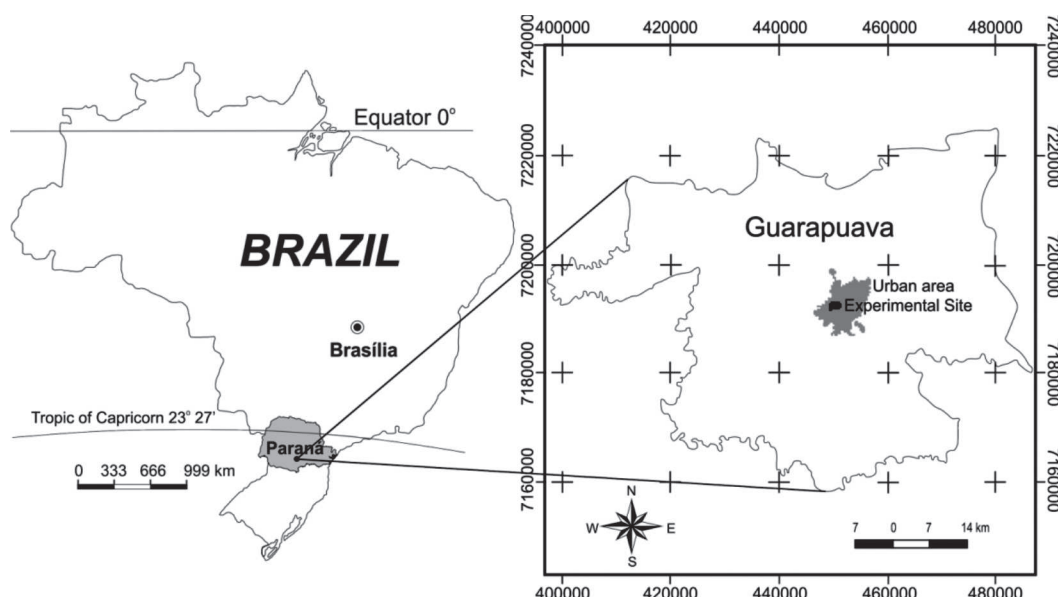 Equator 0°
BRAZIL
Brasília
Tropic of Capricorn 23° 27'
Paraná
0 333 666 999 km
400000 420000 440000 460000 480000
7240000
7220000
7200000
7180000
7160000
Guarapuava
Urban area
Experimental Site
N
W E
S
7 0 7 14 km
7240000
7220000
7200000
7180000
7160000
400000 420000 440000 460000 480000